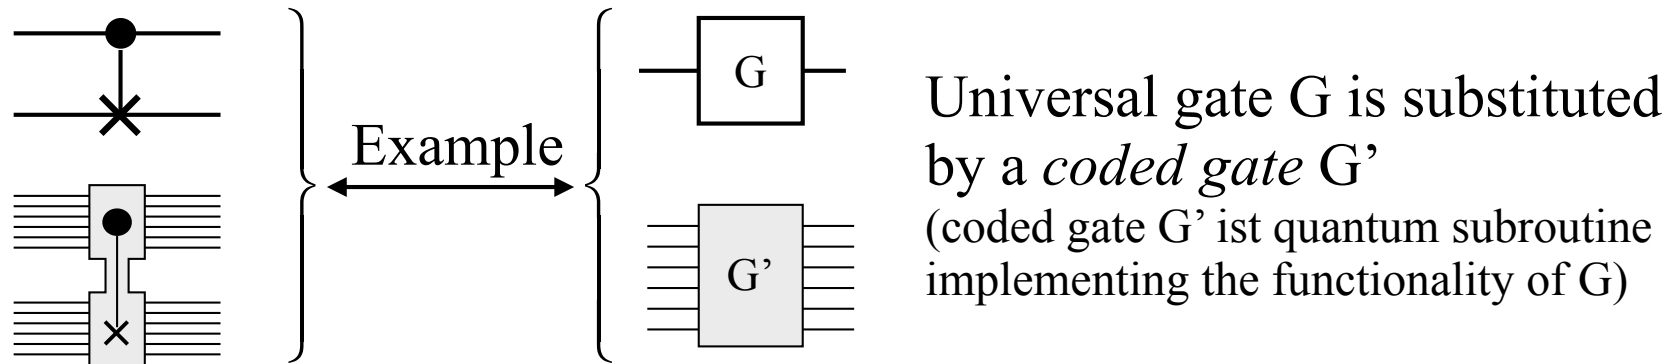 Example
G
G’
Universal gate G is substituted
by a coded gate G’
(coded gate G’ ist quantum subroutine
implementing the functionality of G)